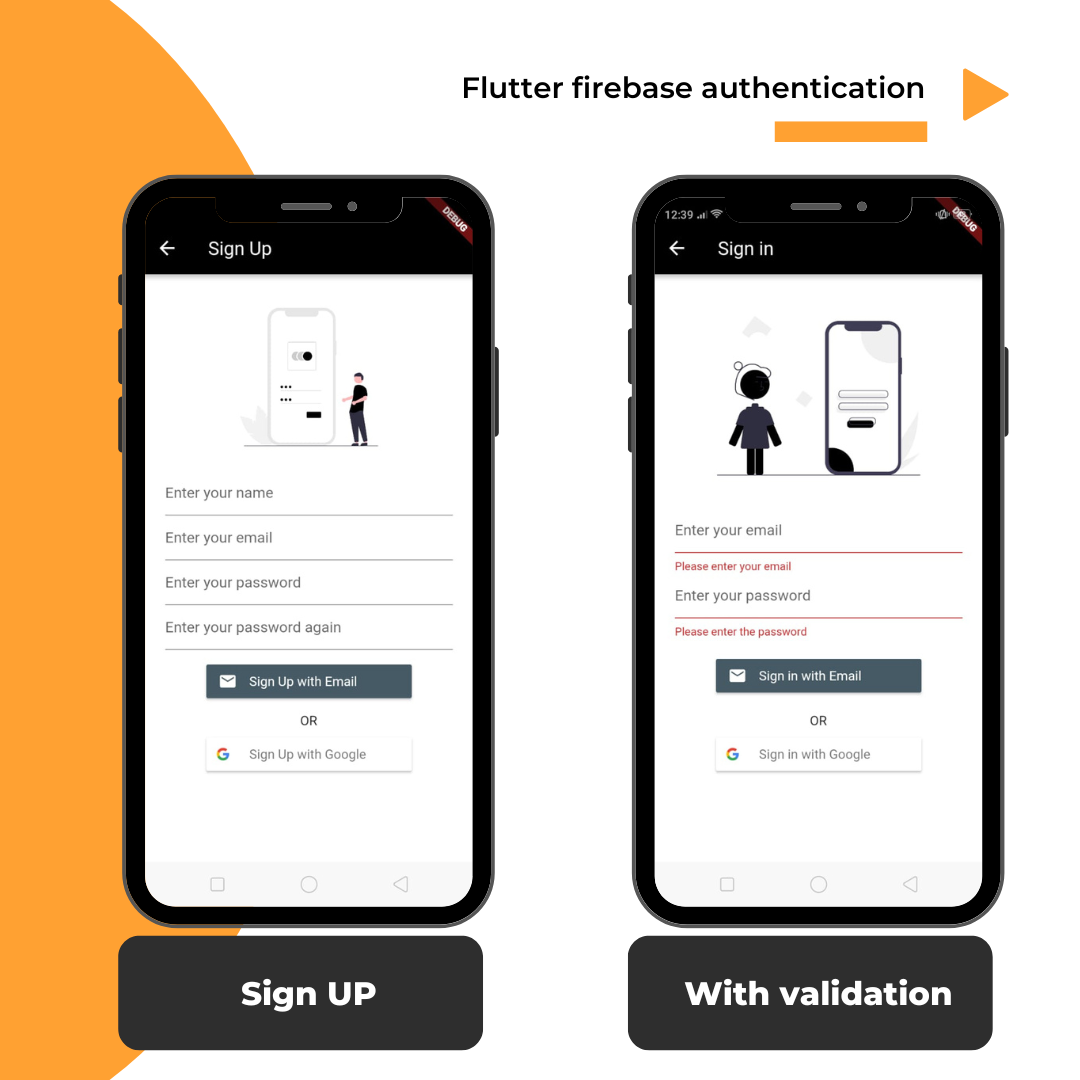 Flutter firebase authentication
DEBUG
Sign Up
Enter your name
Enter your email
Enter your password
Enter your password again
Sign Up with Email
OR
Sign Up with Google
Sign UP
12:39
DEBUG
Sign in
Enter your email
Please enter your email
Enter your password
Please enter the password
Sign in with Email
OR
Sign in with Google
With validation